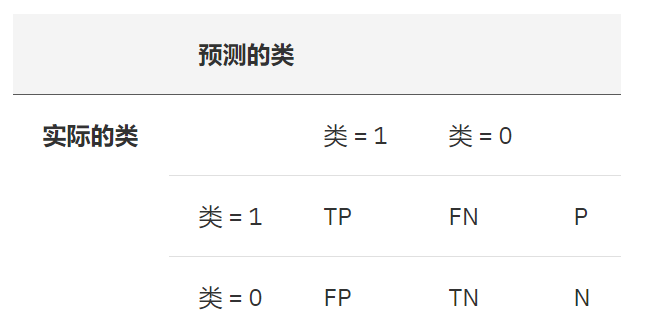 预测的类
实际的类 类 = 1 类 = 0
类 = 1 TP FN P
类 = 0 FP TN N